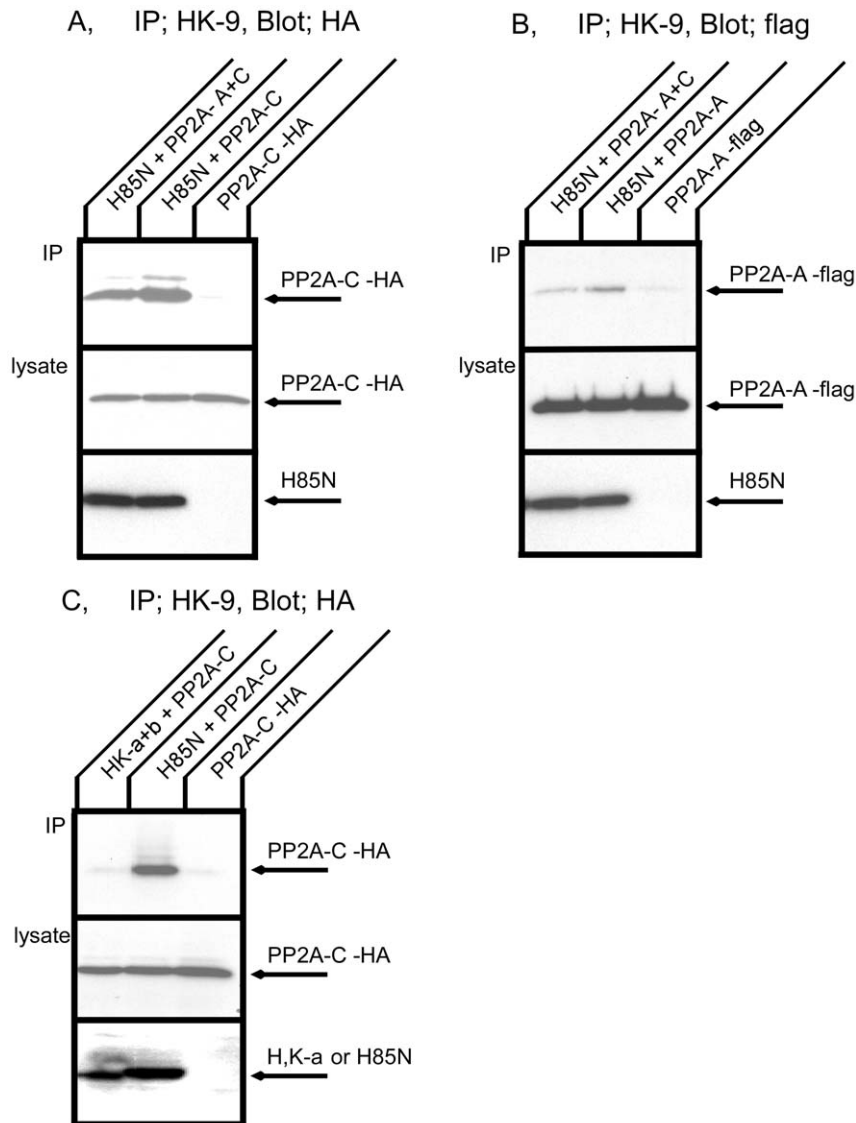 A, IP; HK-9, Blot; HA
H85N + PP2A- A+C
H85N + PP2A-C
PP2A-C -HA
IP
PP2A-C -HA
lysate
PP2A-C -HA
H85N
B, IP; HK-9, Blot; flag
H85N + PP2A- A+C
H85N + PP2A-A
PP2A-A -flag
IP
PP2A-A -flag
lysate
PP2A-A -flag
H85N
C, IP; HK-9, Blot; HA
HK-a+b + PP2A-C
H85N + PP2A-C
PP2A-C -HA
IP
PP2A-C -HA
lysate
PP2A-C -HA
H,K-a or H85N